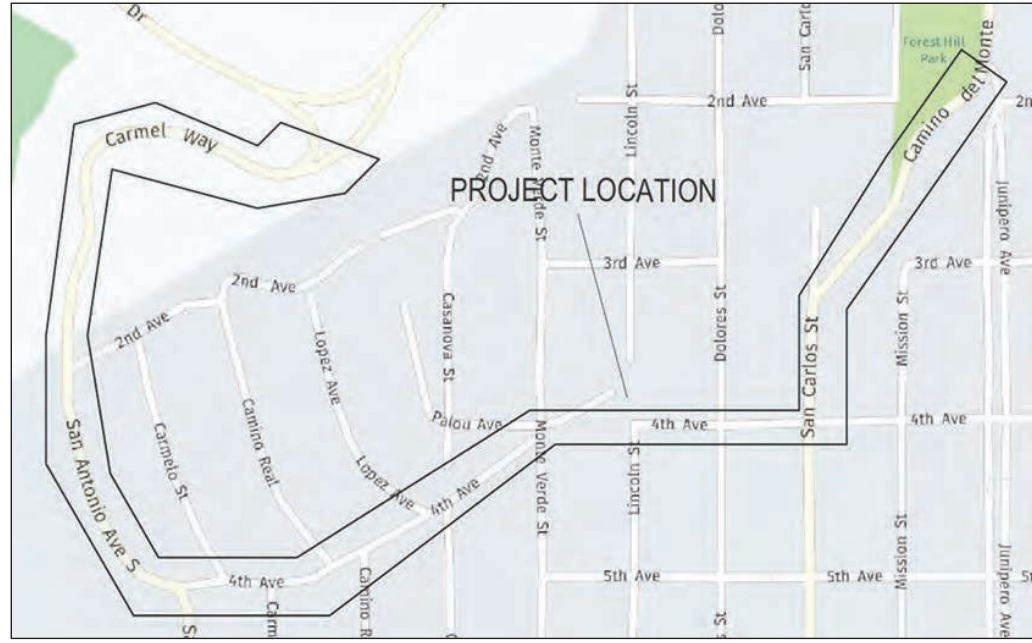 Dr
Dolo
San Carlo
Forest Hill
Park
Camino del Monte
2nd Ave
2n
Lincoln St
Carmel Way
2nd Ave
PROJECT LOCATION
Junipero Ave
3rd Ave
3rd Ave
2nd Ave
2nd Ave
Casanova St
Dolores St
Mission St
Lopez Ave
San Carlos St
Camino Real
Palou Ave
4th Ave
4th Ave
Monte Verde St
Lincoln St
San Antonio Ave S
Carmelo St
Lopez Ave
4th Ave
4th Ave
5th Ave
5th Ave
Mission St
Junipero Ave
Carm
Camino R